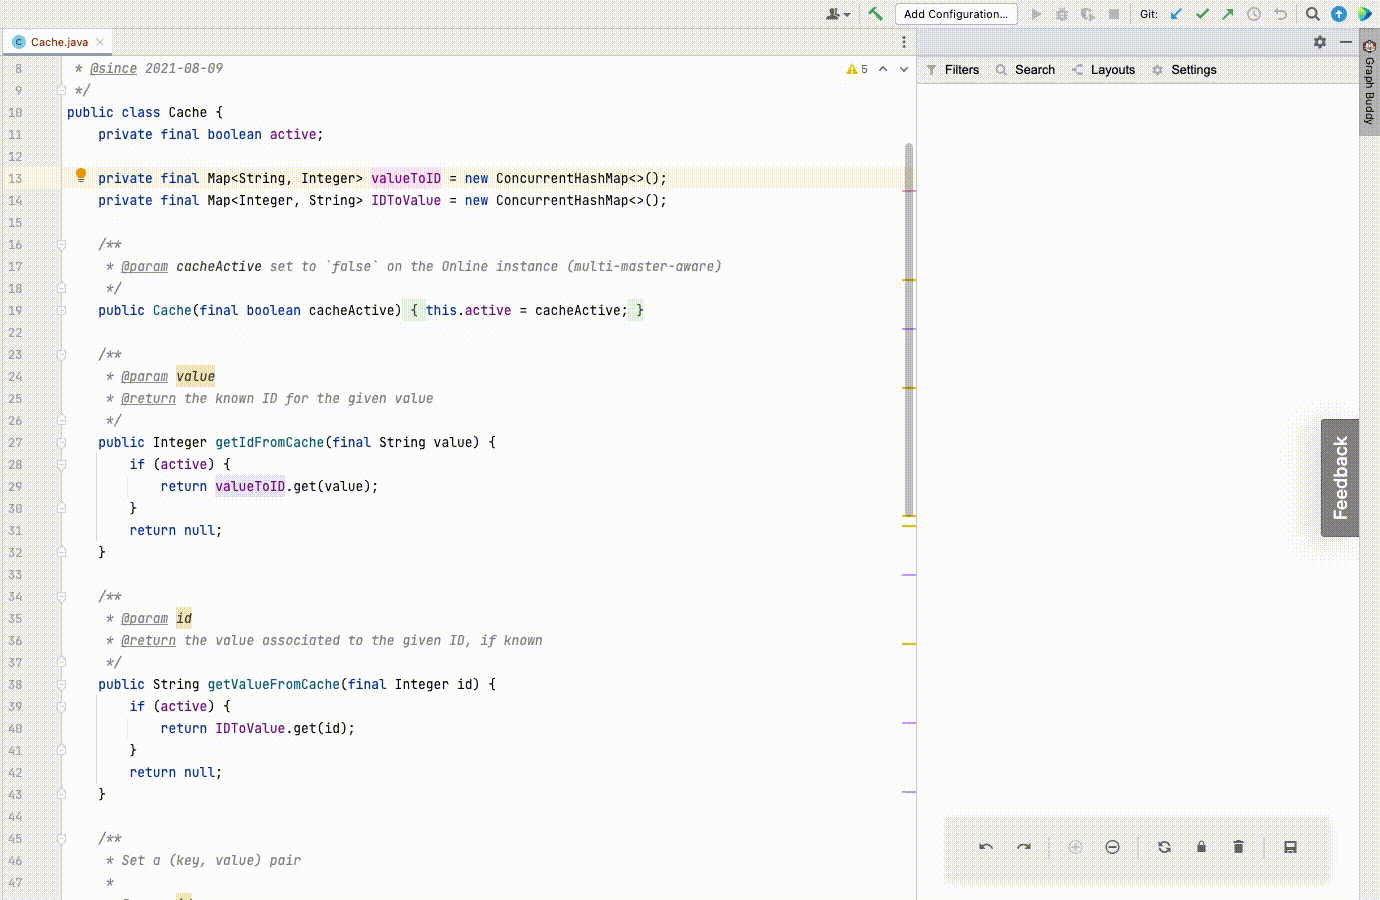 Add Configuration...
Git:
Cache.java
Filters Search Layouts Settings
Graph Buddy
5
8 * @since 2021-08-09
9 */
10 public class Cache {
11 private final boolean active;
12
13 private final Map<String, Integer> valueToID = new ConcurrentHashMap<>();
14 private final Map<Integer, String> IDToValue = new ConcurrentHashMap<>();
15
16 /**
17 * @param cacheActive set to `false` on the Online instance (multi-master-aware)
18 */
19 public Cache(final boolean cacheActive) { this.active = cacheActive; }
22
23 /**
24 * @param value
25 * @return the known ID for the given value
26 */
27 public Integer getIdFromCache(final String value) {
28 if (active) {
29 return valueToID.get(value);
30 }
31 return null;
32 }
33
34 /**
35 * @param id
36 * @return the value associated to the given ID, if known
37 */
38 public String getValueFromCache(final Integer id) {
39 if (active) {
40 return IDToValue.get(id);
41 }
42 return null;
43 }
44
45 /**
46 * Set a (key, value) pair
47 *
Feedback